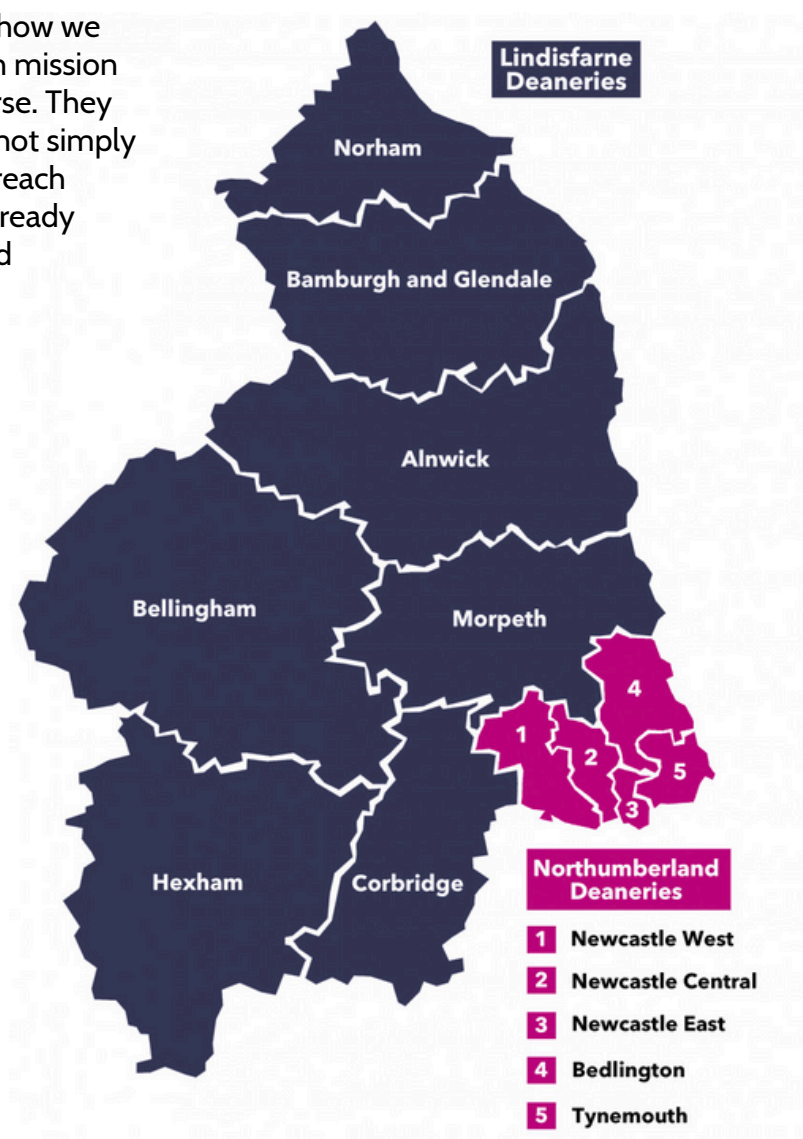 how we
mission
rse. They
not simply
reach
ready
d
Lindisfarne
Deaneries
Norham
Bamburgh and Glendale
Alnwick
Bellingham
Morpeth
4
1
2
5
3
Hexham
Corbridge
Northumberland
Deaneries
1 Newcastle West
2 Newcastle Central
3 Newcastle East
4 Bedlington
5 Tynemouth